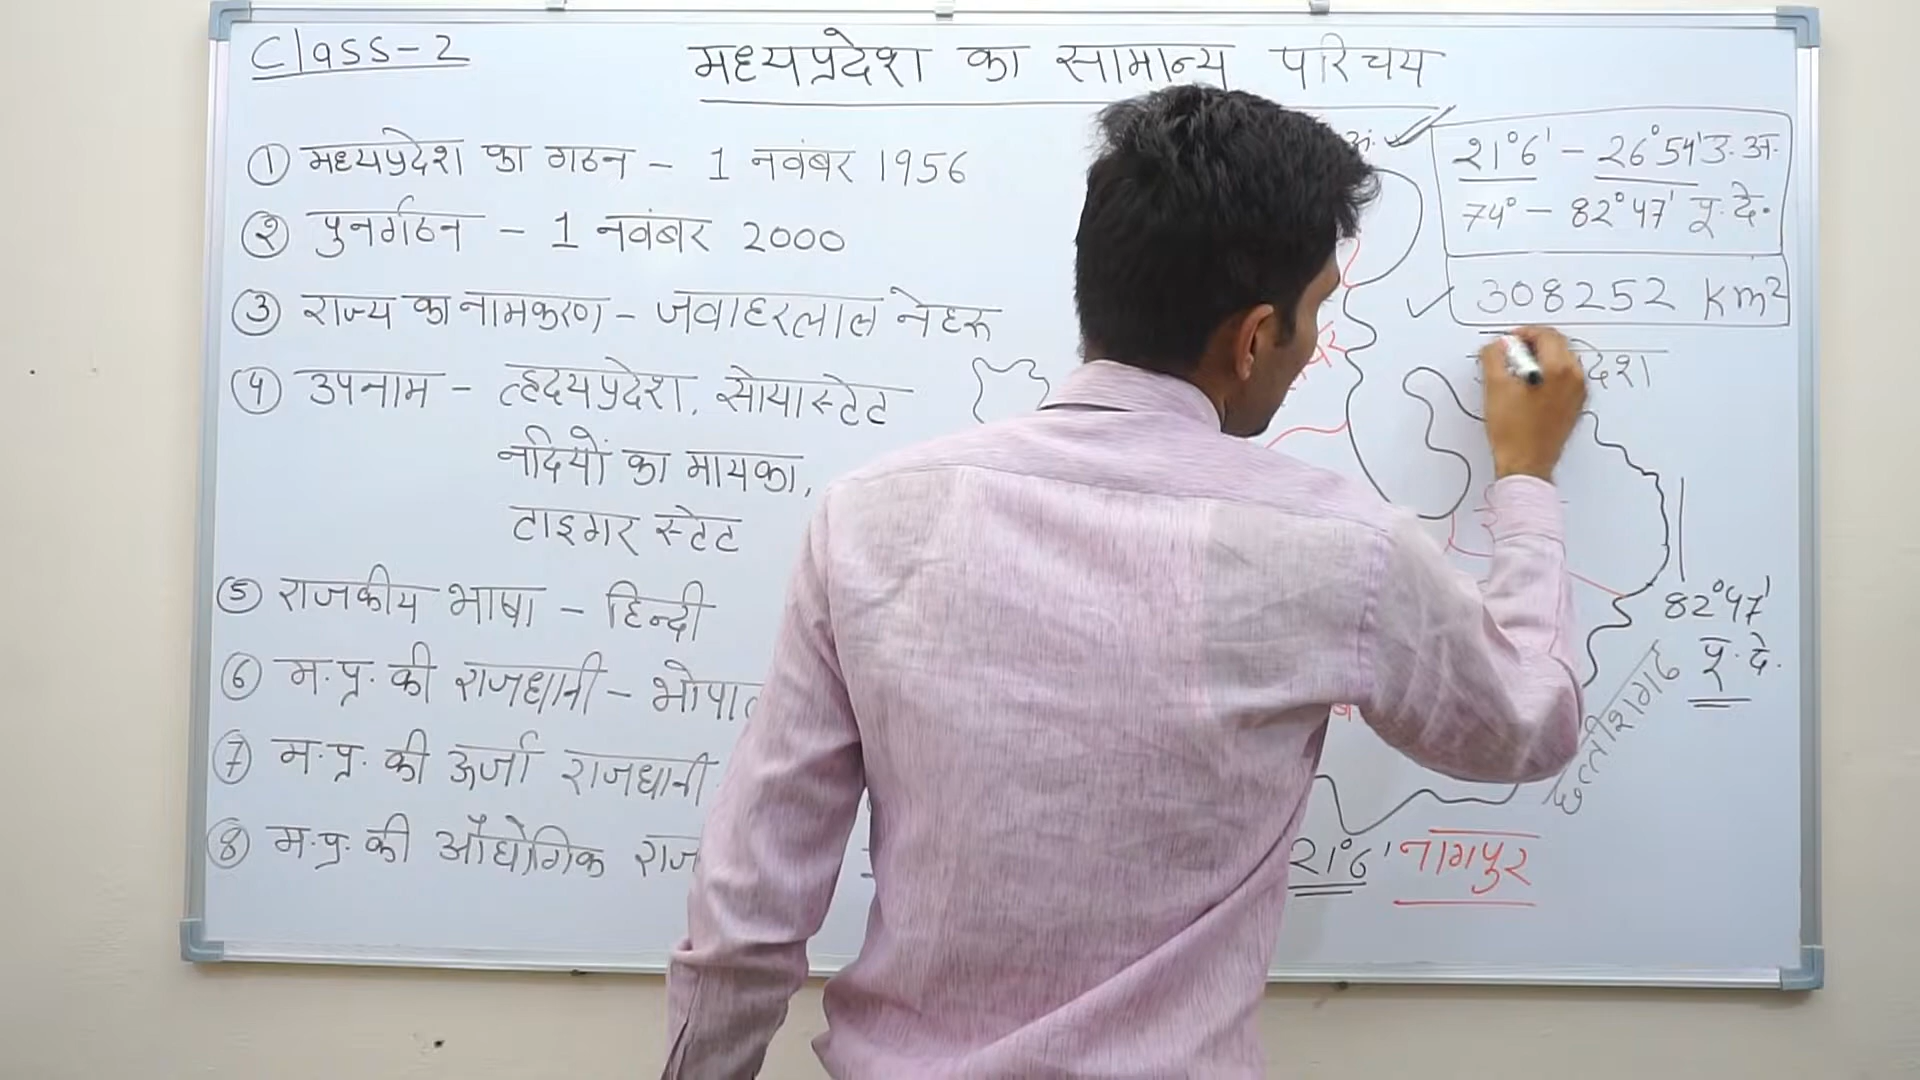 Class-2
मध्यप्रदेश का सामान्य परिचय
① मध्यप्रदेश का गठन - 1 नवंबर 1956
② पुनर्गठन - 1 नवंबर 2000
③ राज्य का नामकरण - जवाहरलाल नेहरू
④ उपनाम - ह्रदयप्रदेश, सोयास्टेट
नदियों का मायका,
टाइगर स्टेट
⑤ राजकीय भाषा - हिन्दी
⑥ म.प्र. की राजधानी -
⑦ म.प्र. की ऊर्जा राजधानी
⑧ म.प्र. की औद्योगिक
21°6' - 26°54' उ.अ.
74° - 82°47' पू.दे.
308252 Km²
82°47'
पू.दे.
छत्तीशगढ
21°6' नागपुर